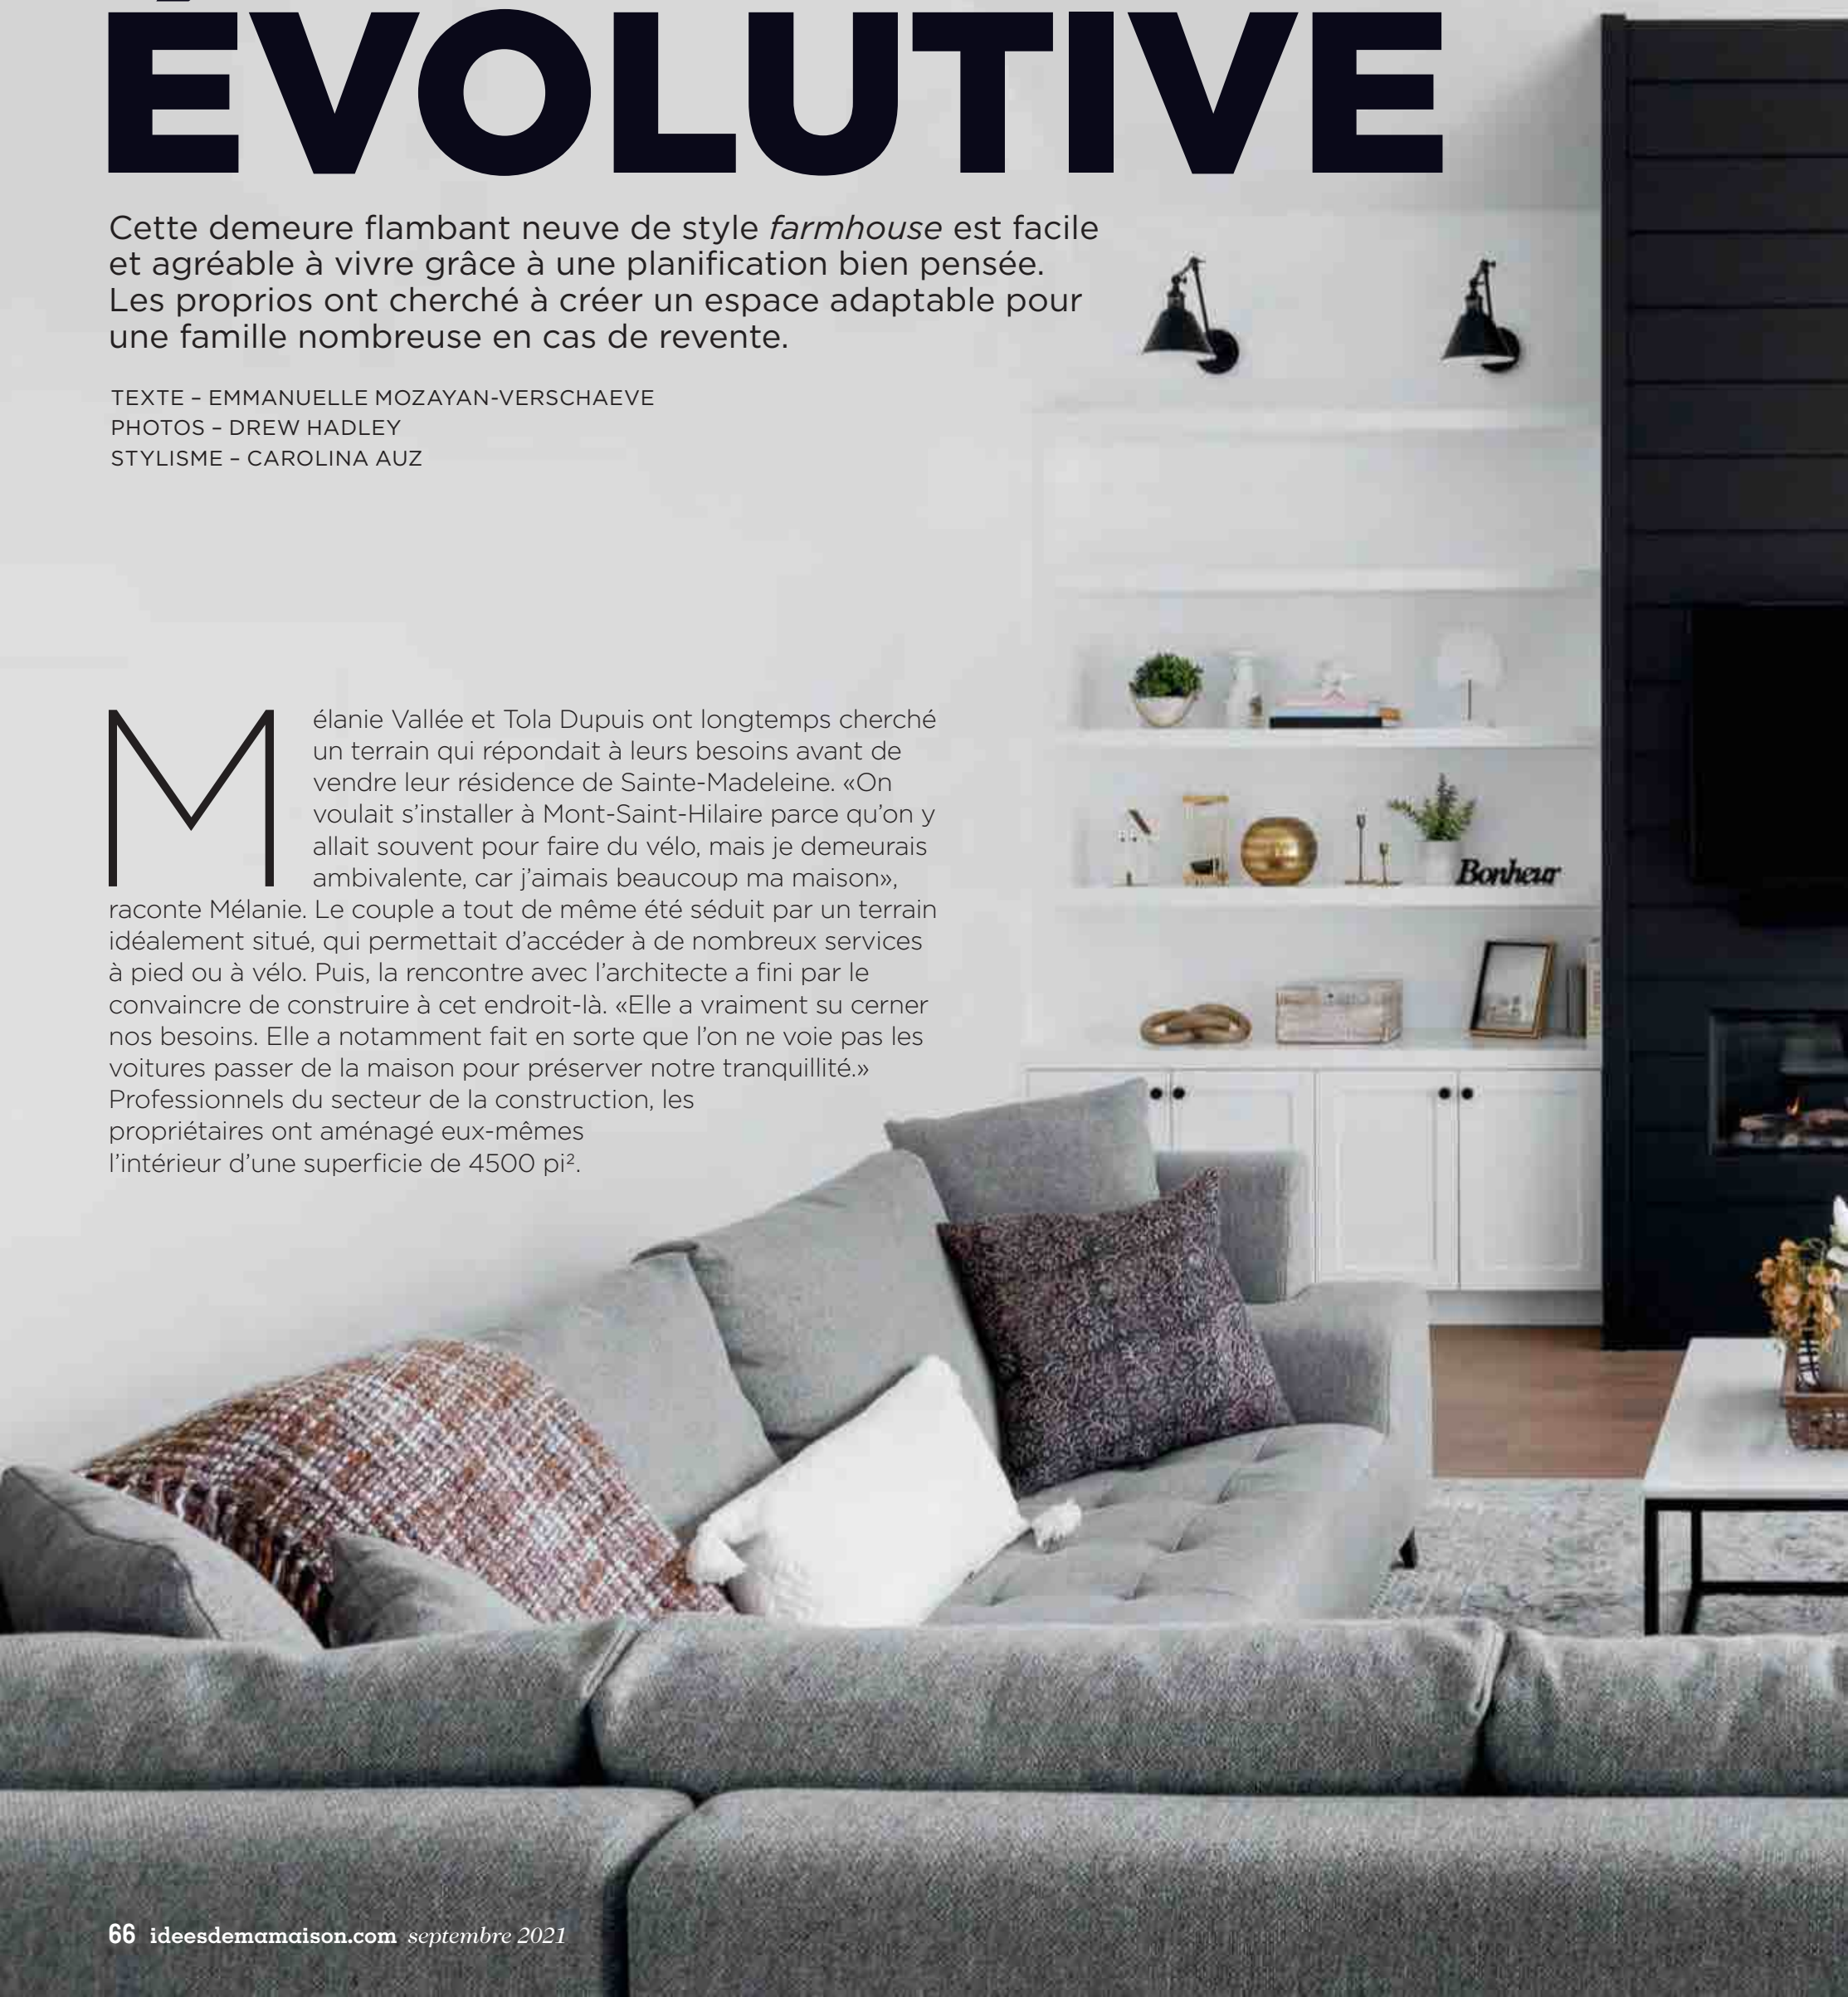 ÉVOLUTIVE
Cette demeure flambant neuve de style farmhouse est facile
et agréable à vivre grâce à une planification bien pensée.
Les proprios ont cherché à créer un espace adaptable pour
une famille nombreuse en cas de revente.
TEXTE – EMMANUELLE MOZAYAN-VERSCHAEVE
PHOTOS – DREW HADLEY
STYLISME – CAROLINA AUZ
Mélanie Vallée et Tola Dupuis ont longtemps cherché
un terrain qui répondait à leurs besoins avant de
vendre leur résidence de Sainte-Madeleine. «On
voulait s’installer à Mont-Saint-Hilaire parce qu’on y
allait souvent pour faire du vélo, mais je demeurais
ambivalente, car j’aimais beaucoup ma maison»,
raconte Mélanie. Le couple a tout de même été séduit par un terrain
idéalement situé, qui permettait d’accéder à de nombreux services
à pied ou à vélo. Puis, la rencontre avec l’architecte a fini par le
convaincre de construire à cet endroit-là. «Elle a vraiment su cerner
nos besoins. Elle a notamment fait en sorte que l’on ne voie pas les
voitures passer de la maison pour préserver notre tranquillité.»
Professionnels du secteur de la construction, les
propriétaires ont aménagé eux-mêmes
l’intérieur d’une superficie de 4500 pi².
Bonheur
66 ideesdemamaison.com septembre 2021